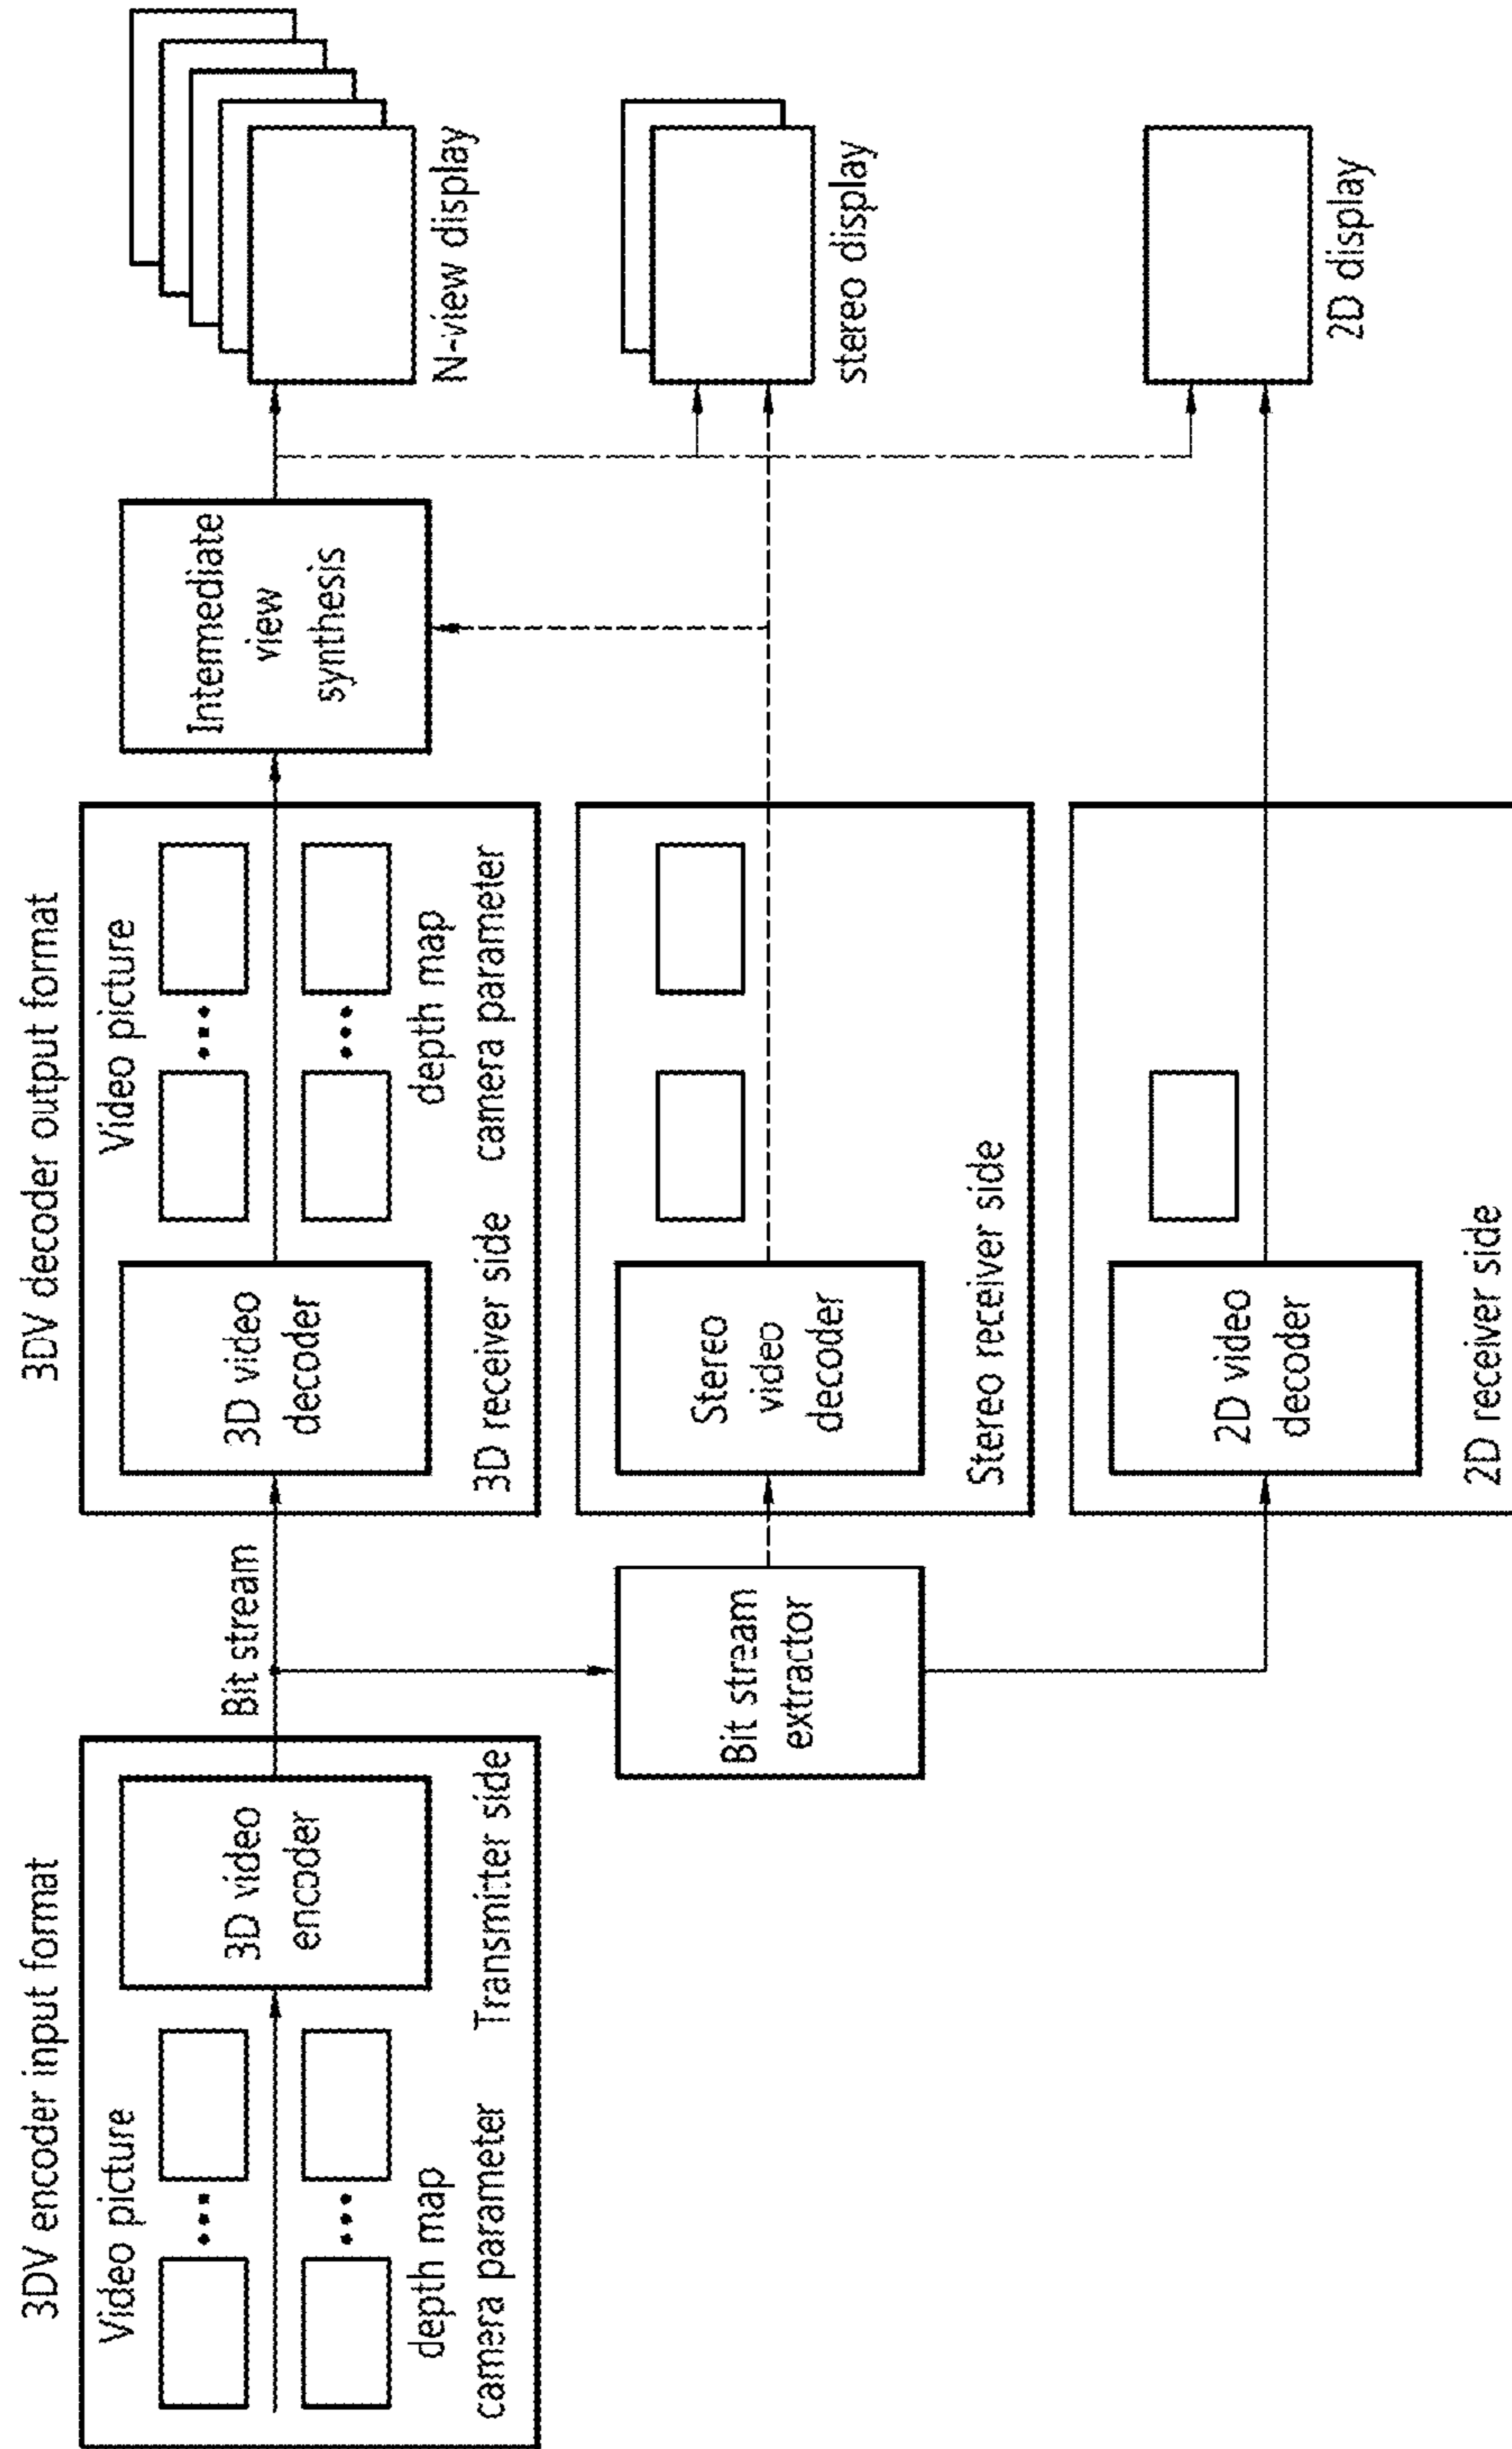 3DV encoder input format
Video picture
depth map
camera parameter
3D video
encoder
Transmitter side
Bit stream
Bit stream
extractor
3DV decoder output format
3D video
decoder
Video picture
depth map
3D receiver side
camera parameter
Stereo
video
decoder
Stereo receiver side
2D video
decoder
2D receiver side
Intemediate
view
synthesis
N-view display
stereo display
2D display